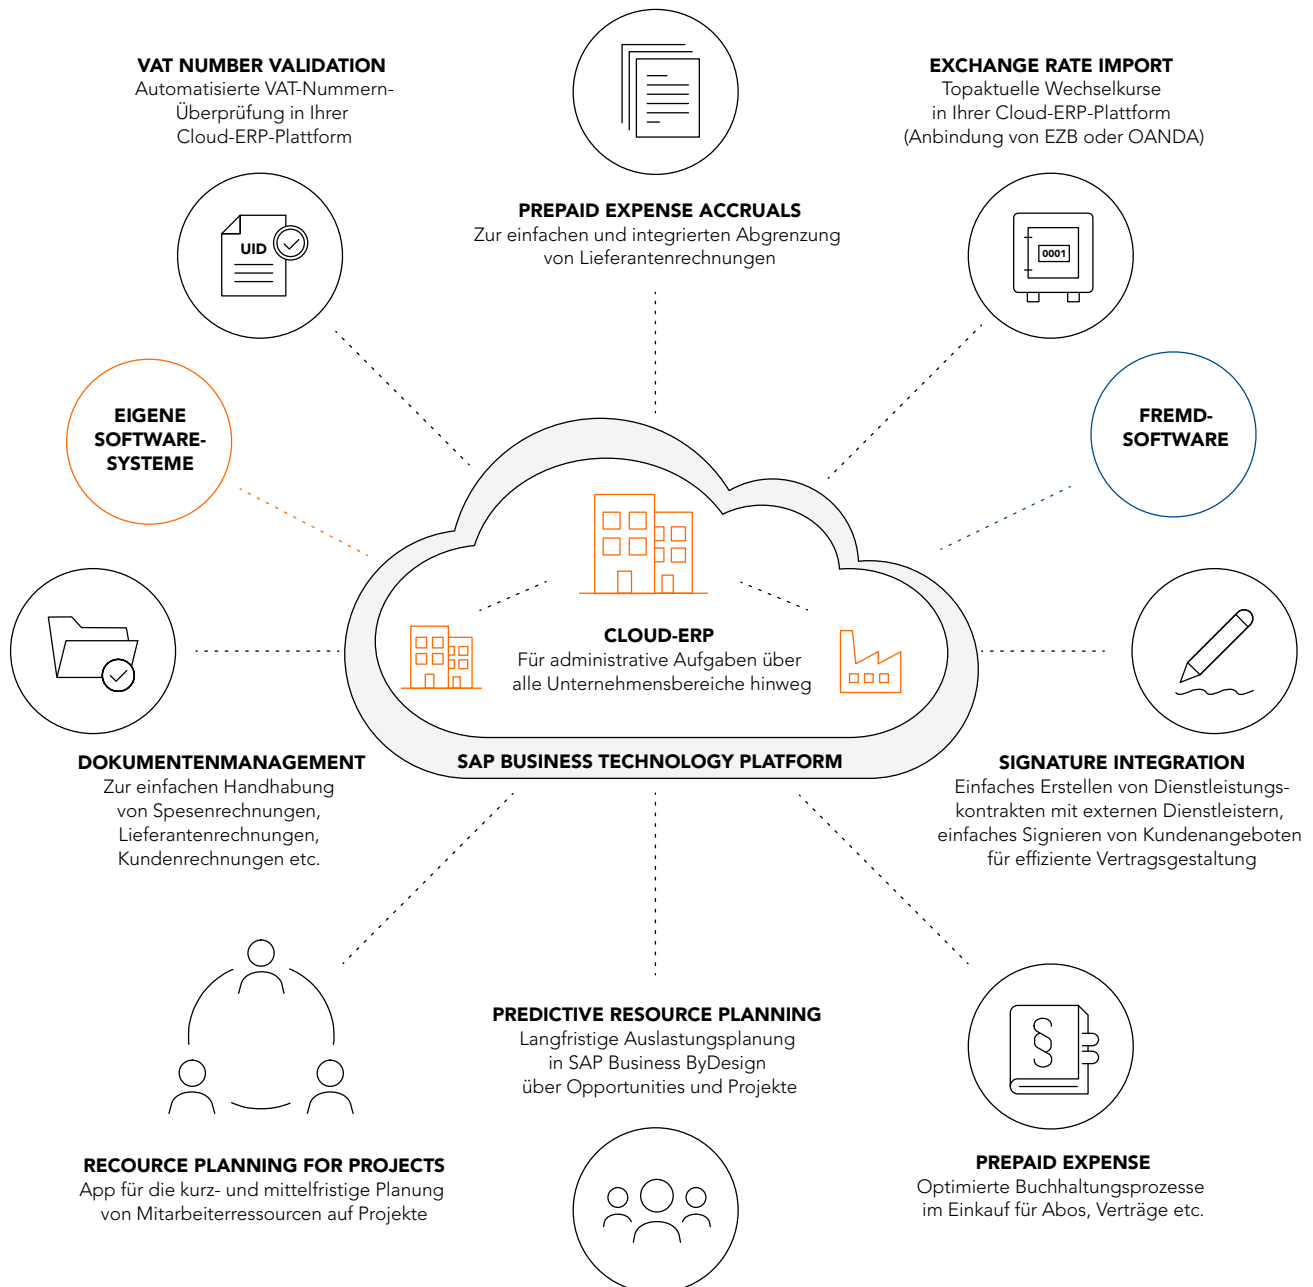 VAT NUMBER VALIDATION
Automatisierte VAT-Nummern-
Überprüfung in Ihrer
Cloud-ERP-Plattform
UID
PREPAID EXPENSE ACCRUALS
Zur einfachen und integrierten Abgrenzung
von Lieferantenrechnungen
EXCHANGE RATE IMPORT
Topaktuelle Wechselkurse
in Ihrer Cloud-ERP-Plattform
(Anbindung von EZB oder OANDA)
0001
EIGENE
SOFTWARE-
SYSTEME
FREMD-
SOFTWARE
CLOUD-ERP
Für administrative Aufgaben über
alle Unternehmensbereiche hinweg
SAP BUSINESS TECHNOLOGY PLATFORM
DOKUMENTENMANAGEMENT
Zur einfachen Handhabung
von Spesenrechnungen,
Lieferantenrechnungen,
Kundenrechnungen etc.
SIGNATURE INTEGRATION
Einfaches Erstellen von Dienstleistungs-
kontrakten mit externen Dienstleistern,
einfaches Signieren von Kundenangeboten
für effiziente Vertragsgestaltung
RECOURCE PLANNING FOR PROJECTS
App für die kurz- und mittelfristige Planung
von Mitarbeiterressourcen auf Projekte
PREDICTIVE RESOURCE PLANNING
Langfristige Auslastungsplanung
in SAP Business ByDesign
über Opportunities und Projekte
§
PREPAID EXPENSE
Optimierte Buchhaltungsprozesse
im Einkauf für Abos, Verträge etc.